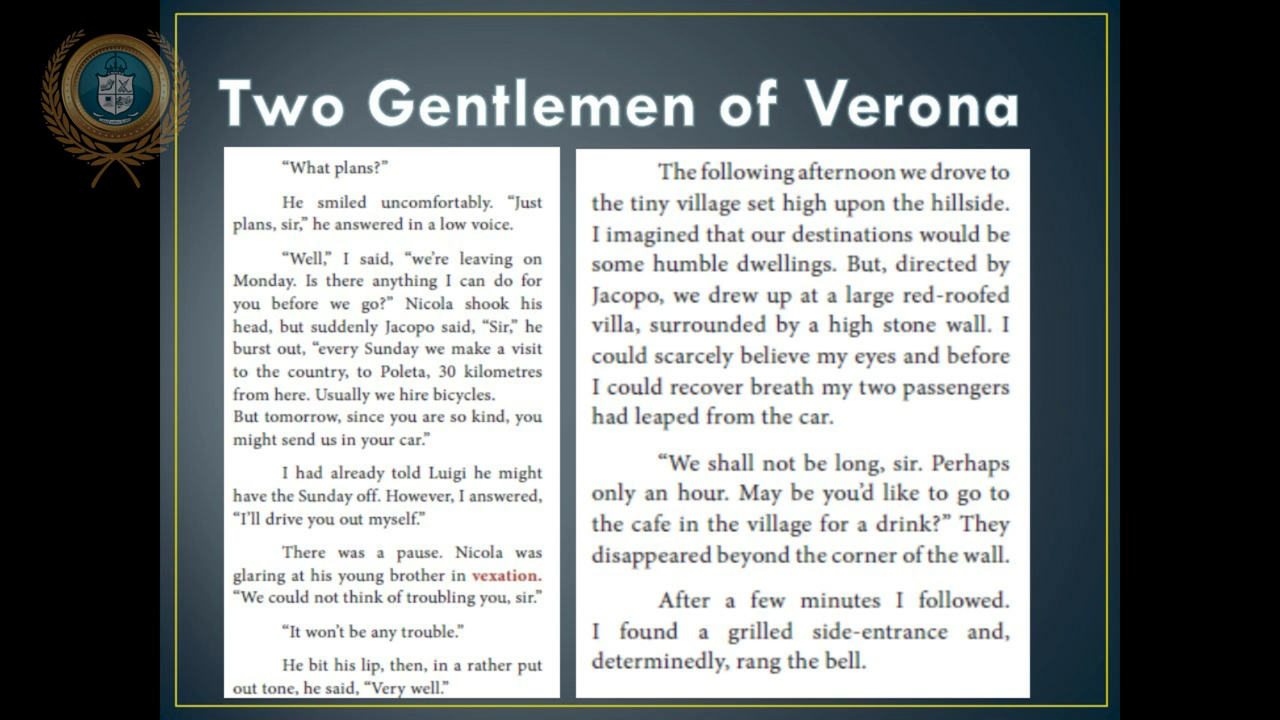 Two Gentlemen of Verona
“What plans?”
He smiled uncomfortably. “Just
plans, sir,” he answered in a low voice.
“Well,” I said, “we’re leaving on
Monday. Is there anything I can do for
you before we go?” Nicola shook his
head, but suddenly Jacopo said, “Sir,” he
burst out, “every Sunday we make a visit
to the country, to Poleta, 30 kilometres
from here. Usually we hire bicycles.
But tomorrow, since you are so kind, you
might send us in your car.”
I had already told Luigi he might
have the Sunday off. However, I answered,
“I’ll drive you out myself.”
There was a pause. Nicola was
glaring at his young brother in vexation.
“We could not think of troubling you, sir.”
“It won’t be any trouble.”
He bit his lip, then, in a rather put
out tone, he said, “Very well.”
The following afternoon we drove to
the tiny village set high upon the hillside.
I imagined that our destinations would be
some humble dwellings. But, directed by
Jacopo, we drew up at a large red-roofed
villa, surrounded by a high stone wall. I
could scarcely believe my eyes and before
I could recover breath my two passengers
had leaped from the car.
“We shall not be long, sir. Perhaps
only an hour. May be you’d like to go to
the cafe in the village for a drink?” They
disappeared beyond the corner of the wall.
After a few minutes I followed.
I found a grilled side-entrance and,
determinedly, rang the bell.